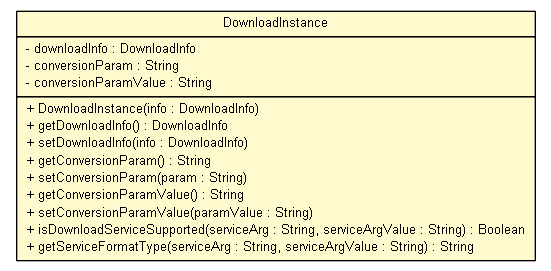 DownloadInstance
- downloadInfo : DownloadInfo
- conversionParam : String
- conversionParamValue : String
+ DownloadInstance(info : DownloadInfo)
+ getDownloadInfo() : DownloadInfo
+ setDownloadInfo(info : DownloadInfo)
+ getConversionParam() : String
+ setConversionParam(param : String)
+ getConversionParamValue() : String
+ setConversionParamValue(paramValue : String)
+ isDownloadServiceSupported(serviceArg : String, serviceArgValue : String) : Boolean
+ getServiceFormatType(serviceArg : String, serviceArgValue : String) : String